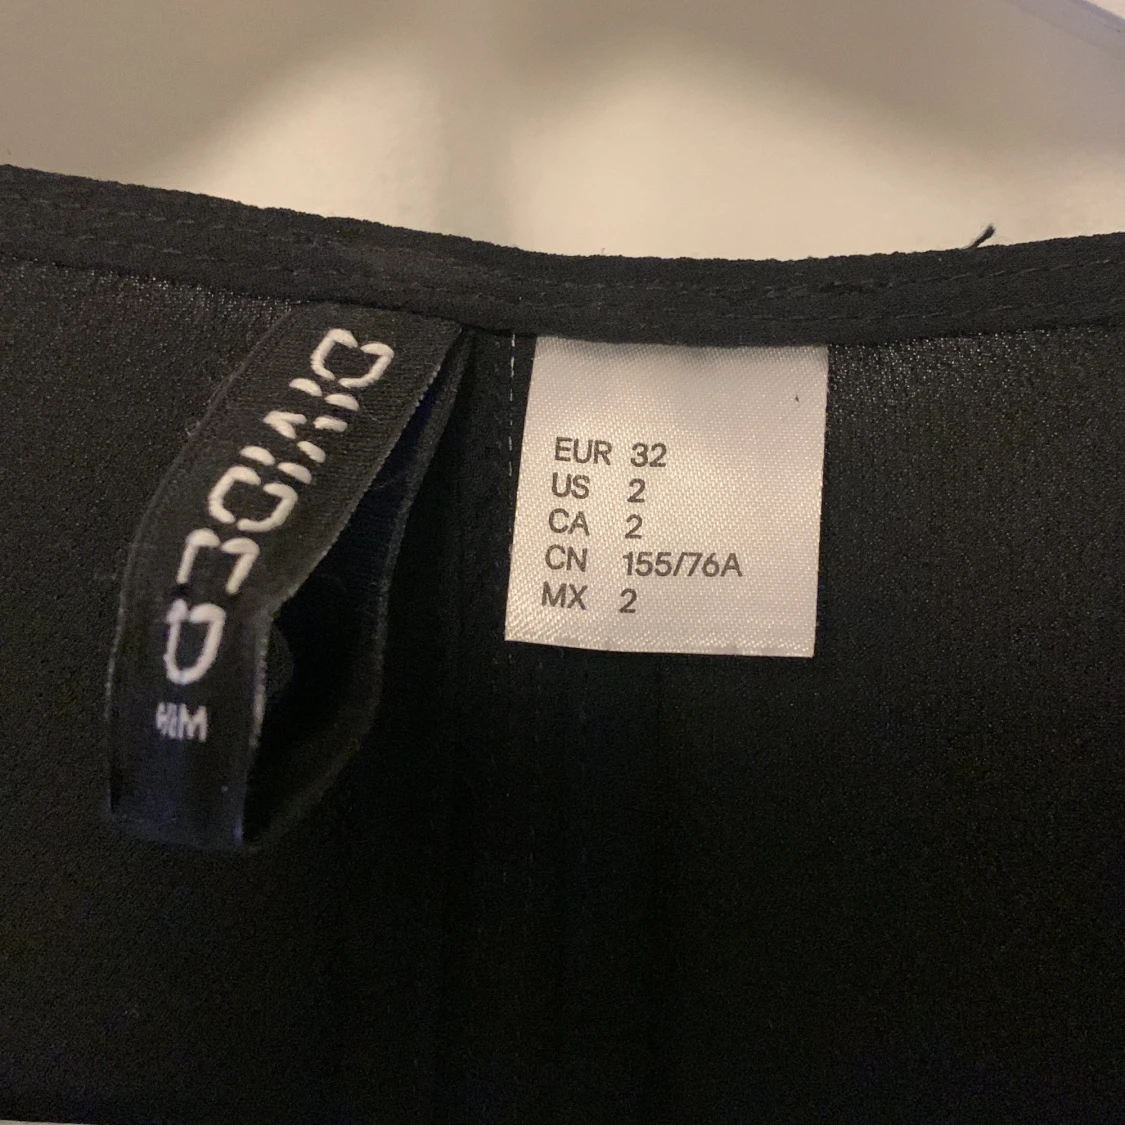 DIVIDED
H&M
EUR 32
US 2
CA 2
CN 155/76A
MX 2